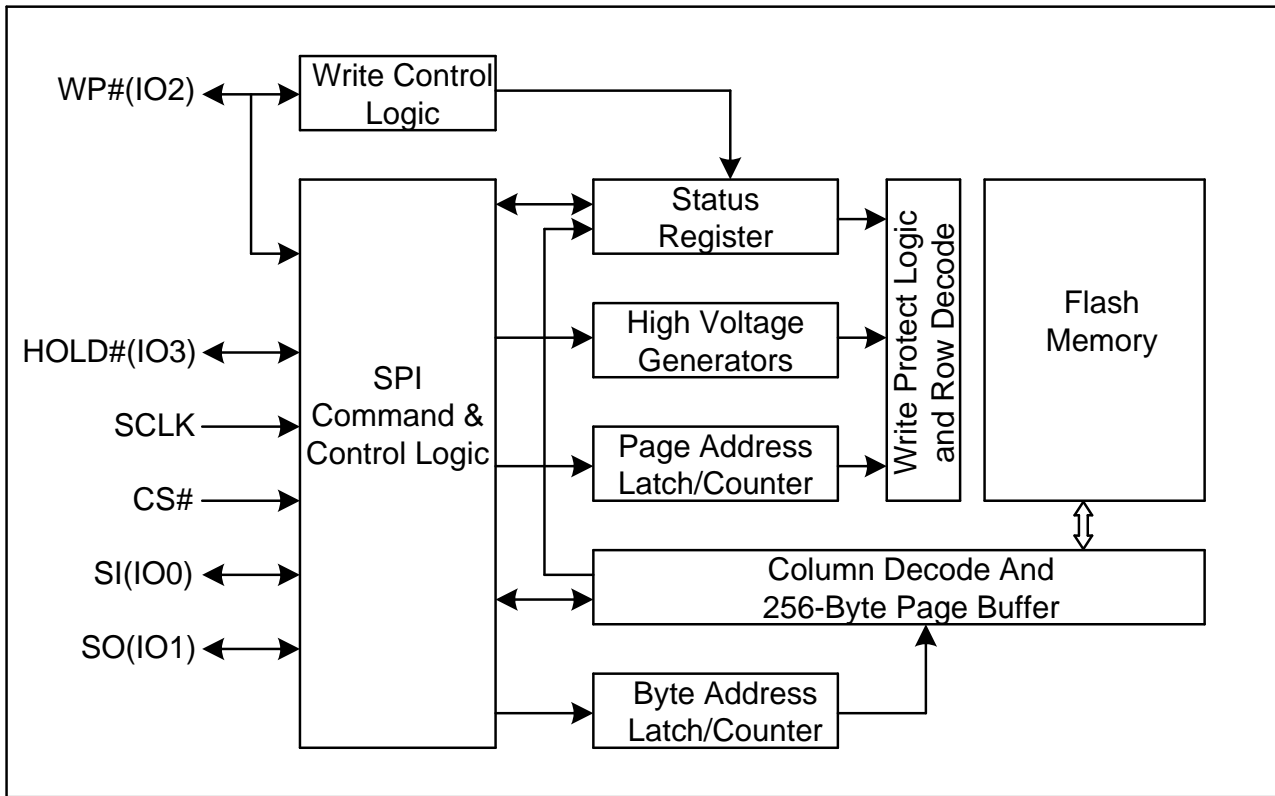 WP#(IO2)
Write Control
Logic
Status
Register
Write Protect Logic
and Row Decode
Flash
Memory
HOLD#(IO3)
High Voltage
Generators
SPI
Command &
Control Logic
SCLK
Page Address
Latch/Counter
CS#
SI(IO0)
Column Decode And
256-Byte Page Buffer
SO(IO1)
Byte Address
Latch/Counter